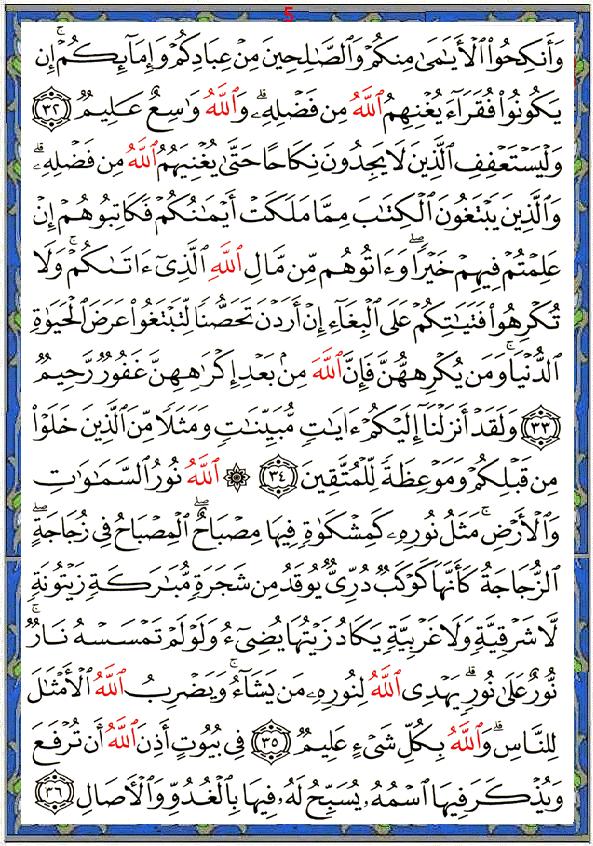 5
وَأَنكِحُوا۟ ٱلْأَيَـٰمَىٰ مِنكُمْ وَٱلصَّـٰلِحِينَ مِنْ عِبَادِكُمْ وَإِمَآئِكُمْ ۚ إِن
يَكُونُوا۟ فُقَرَآءَ يُغْنِهِمُ ٱللَّهُ مِن فَضْلِهِۦ ۗ وَٱللَّهُ وَٰسِعٌ عَلِيمٌ ٣٢
وَلْيَسْتَعْفِفِ ٱلَّذِينَ لَا يَجِدُونَ نِكَاحًا حَتَّىٰ يُغْنِيَهُمُ ٱللَّهُ مِن فَضْلِهِۦ ۗ
وَٱلَّذِينَ يَبْتَغُونَ ٱلْكِتَـٰبَ مِمَّا مَلَكَتْ أَيْمَـٰنُكُمْ فَكَاتِبُوهُمْ إِنْ
عَلِمْتُمْ فِيهِمْ خَيْرًا ۖ وَءَاتُوهُم مِّن مَّالِ ٱللَّهِ ٱلَّذِىٓ ءَاتَىٰكُمْ ۚ وَلَا
تُكْرِهُوا۟ فَتَيَـٰتِكُمْ عَلَى ٱلْبِغَآءِ إِنْ أَرَدْنَ تَحَصُّنًا لِّتَبْتَغُوا۟ عَرَضَ ٱلْحَيَوٰةِ
ٱلدُّنْيَا ۚ وَمَن يُكْرِههُّنَّ فَإِنَّ ٱللَّهَ مِنۢ بَعْدِ إِكْرَٰهِهِنَّ غَفُورٌ رَّحِيمٌ
٣٣ وَلَقَدْ أَنزَلْنَآ إِلَيْكُمْ ءَايَـٰتٍ مُّبَيِّنَـٰتٍ وَمَثَلًا مِّنَ ٱلَّذِينَ خَلَوْا۟
مِن قَبْلِكُمْ وَمَوْعِظَةً لِّلْمُتَّقِينَ ٣٤ ۞ ٱللَّهُ نُورُ ٱلسَّمَـٰوَٰتِ
وَٱلْأَرْضِ ۚ مَثَلُ نُورِهِۦ كَمِشْكَوٰةٍ فِيهَا مِصْبَاحٌ ۖ ٱلْمِصْبَاحُ فِى زُجَاجَةٍ ۖ
ٱلزُّجَاجَةُ كَأَنَّهَا كَوْكَبٌ دُرِّىٌّ يُوقَدُ مِن شَجَرَةٍ مُّبَـٰرَكَةٍ زَيْتُونَةٍ
لَّا شَرْقِيَّةٍ وَلَا غَرْبِيَّةٍ يَكَادُ زَيْتُهَا يُضِىٓءُ وَلَوْ لَمْ تَمْسَسْهُ نَارٌ ۚ
نُّورٌ عَلَىٰ نُورٍ ۗ يَهْدِى ٱللَّهُ لِنُورِهِۦ مَن يَشَآءُ ۚ وَيَضْرِبُ ٱللَّهُ ٱلْأَمْثَـٰلَ
لِلنَّاسِ ۗ وَٱللَّهُ بِكُلِّ شَىْءٍ عَلِيمٌ ٣٥ فِى بُيُوتٍ أَذِنَ ٱللَّهُ أَن تُرْفَعَ
وَيُذْكَرَ فِيهَا ٱسْمُهُۥ يُسَبِّحُ لَهُۥ فِيهَا بِٱلْغُدُوِّ وَٱلْـَٔاصَالِ ٣٦